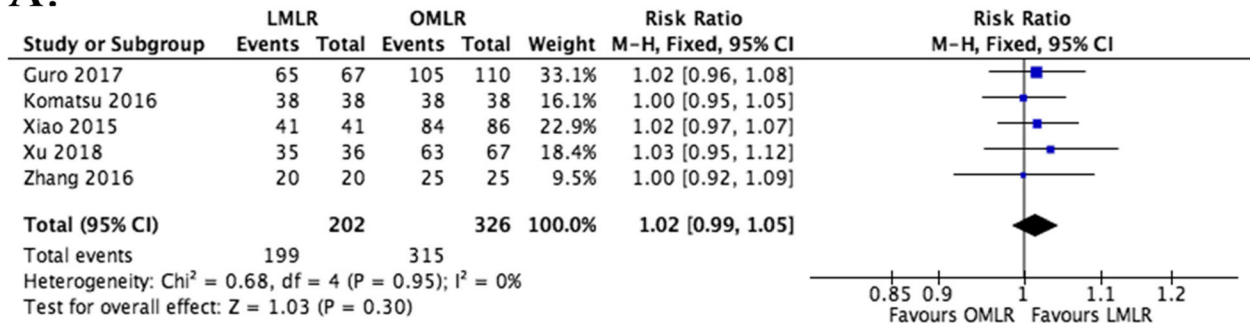 A.
LMLR OMLR Risk Ratio Risk Ratio
Study or Subgroup Events Total Events Total Weight M-H, Fixed, 95% CI M-H, Fixed, 95% CI
Guro 2017 65 67 105 110 33.1% 1.02 [0.96, 1.08]
Komatsu 2016 38 38 38 38 16.1% 1.00 [0.95, 1.05]
Xiao 2015 41 41 84 86 22.9% 1.02 [0.97, 1.07]
Xu 2018 35 36 63 67 18.4% 1.03 [0.95, 1.12]
Zhang 2016 20 20 25 25 9.5% 1.00 [0.92, 1.09]
Total (95% CI) 202 326 100.0% 1.02 [0.99, 1.05]
Total events 199 315
Heterogeneity: Chi² = 0.68, df = 4 (P = 0.95); I² = 0%
Test for overall effect: Z = 1.03 (P = 0.30)
0.85 0.9 1 1.1 1.2
Favours OMLR Favours LMLR